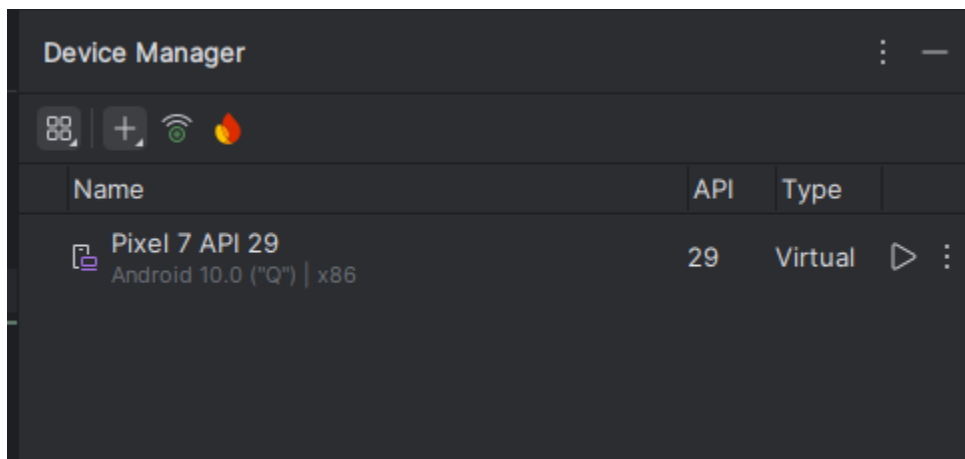 Device Manager
Name API Type
Pixel 7 API 29
Android 10.0 ("Q") | x86
29 Virtual